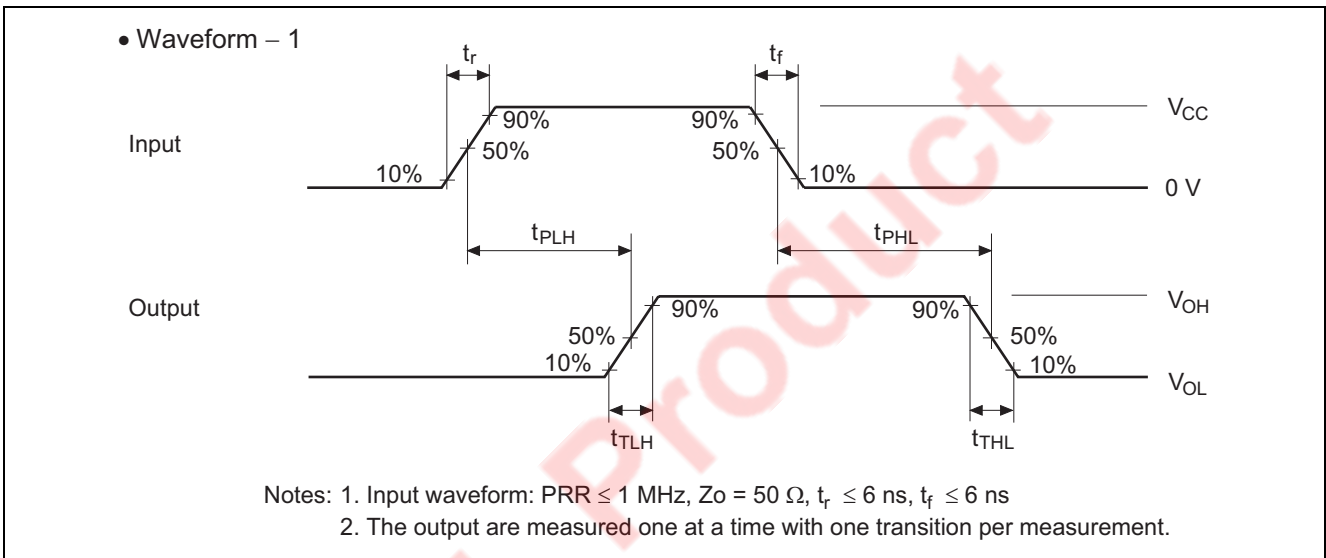 • Waveform – 1
tr
tf
90%
90%
VCC
Input
50%
50%
10%
10%
0 V
tPLH
tPHL
Output
90%
90%
VOH
50%
50%
10%
10%
VOL
tTLH
tTHL
Product
Notes: 1. Input waveform: PRR ≤ 1 MHz, Zo = 50 Ω, tr ≤ 6 ns, tf ≤ 6 ns
2. The output are measured one at a time with one transition per measurement.